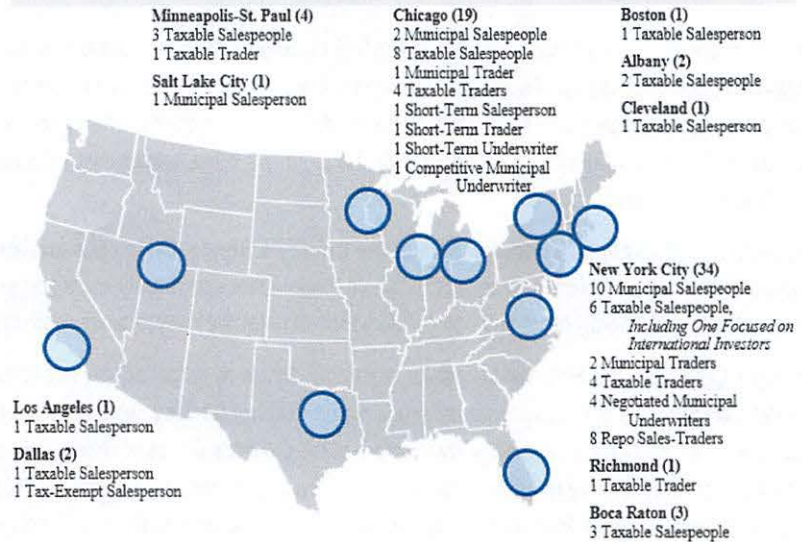 Minneapolis-St. Paul (4)
3 Taxable Salespeople
1 Taxable Trader
Salt Lake City (1)
1 Municipal Salesperson
Chicago (19)
2 Municipal Salespeople
8 Taxable Salespeople
1 Municipal Trader
4 Taxable Traders
1 Short-Term Salesperson
1 Short-Term Trader
1 Short-Term Underwriter
1 Competitive Municipal
Underwriter
Boston (1)
1 Taxable Salesperson
Albany (2)
2 Taxable Salespeople
Cleveland (1)
1 Taxable Salesperson
New York City (34)
10 Municipal Salespeople
6 Taxable Salespeople,
Including One Focused on
International Investors
2 Municipal Traders
4 Taxable Traders
4 Negotiated Municipal
Underwriters
8 Repo Sales-Traders
Richmond (1)
1 Taxable Trader
Boca Raton (3)
3 Taxable Salespeople
Los Angeles (1)
1 Taxable Salesperson
Dallas (2)
1 Taxable Salesperson
1 Tax-Exempt Salesperson